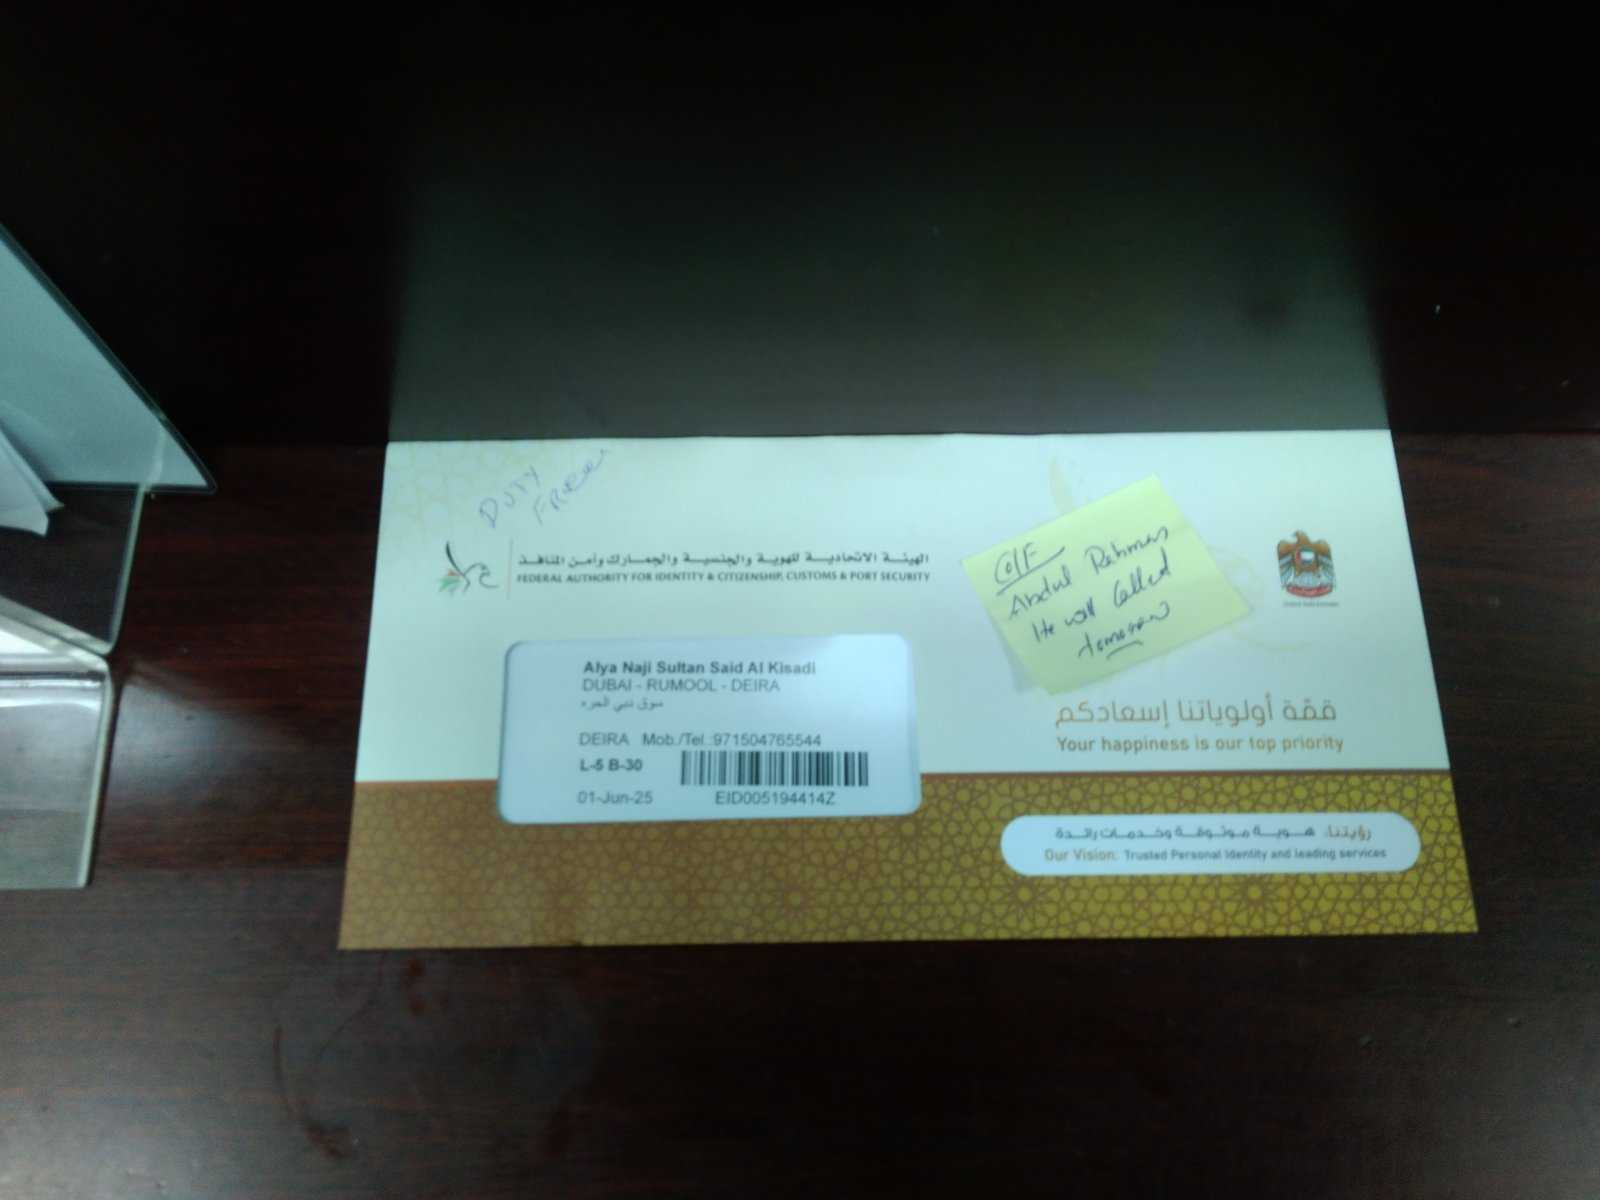 DUTY
الهيئة الاتحادية للهوية والجنسية والجمارك وأمن المنافذ
FEDERAL AUTHORITY FOR IDENTITY & CITIZENSHIP, CUSTOMS & PORT SECURITY
Abdul Rehman
He will Called
tomorrow
Alya Naji Sultan Said Al Kisadi
DUBAI - RUMOOL - DEIRA
سوق دبي الحره
DEIRA Mob./Tel.:971504765544
L-5 B-30
01-Jun-25 EID005194414Z
قمّة أولوياتنا إسعادكم
Your happiness is our top priority
رؤيتنا: هوية موثوقة وخدمات رائدة
Our Vision: Trusted Personal Identity and leading services